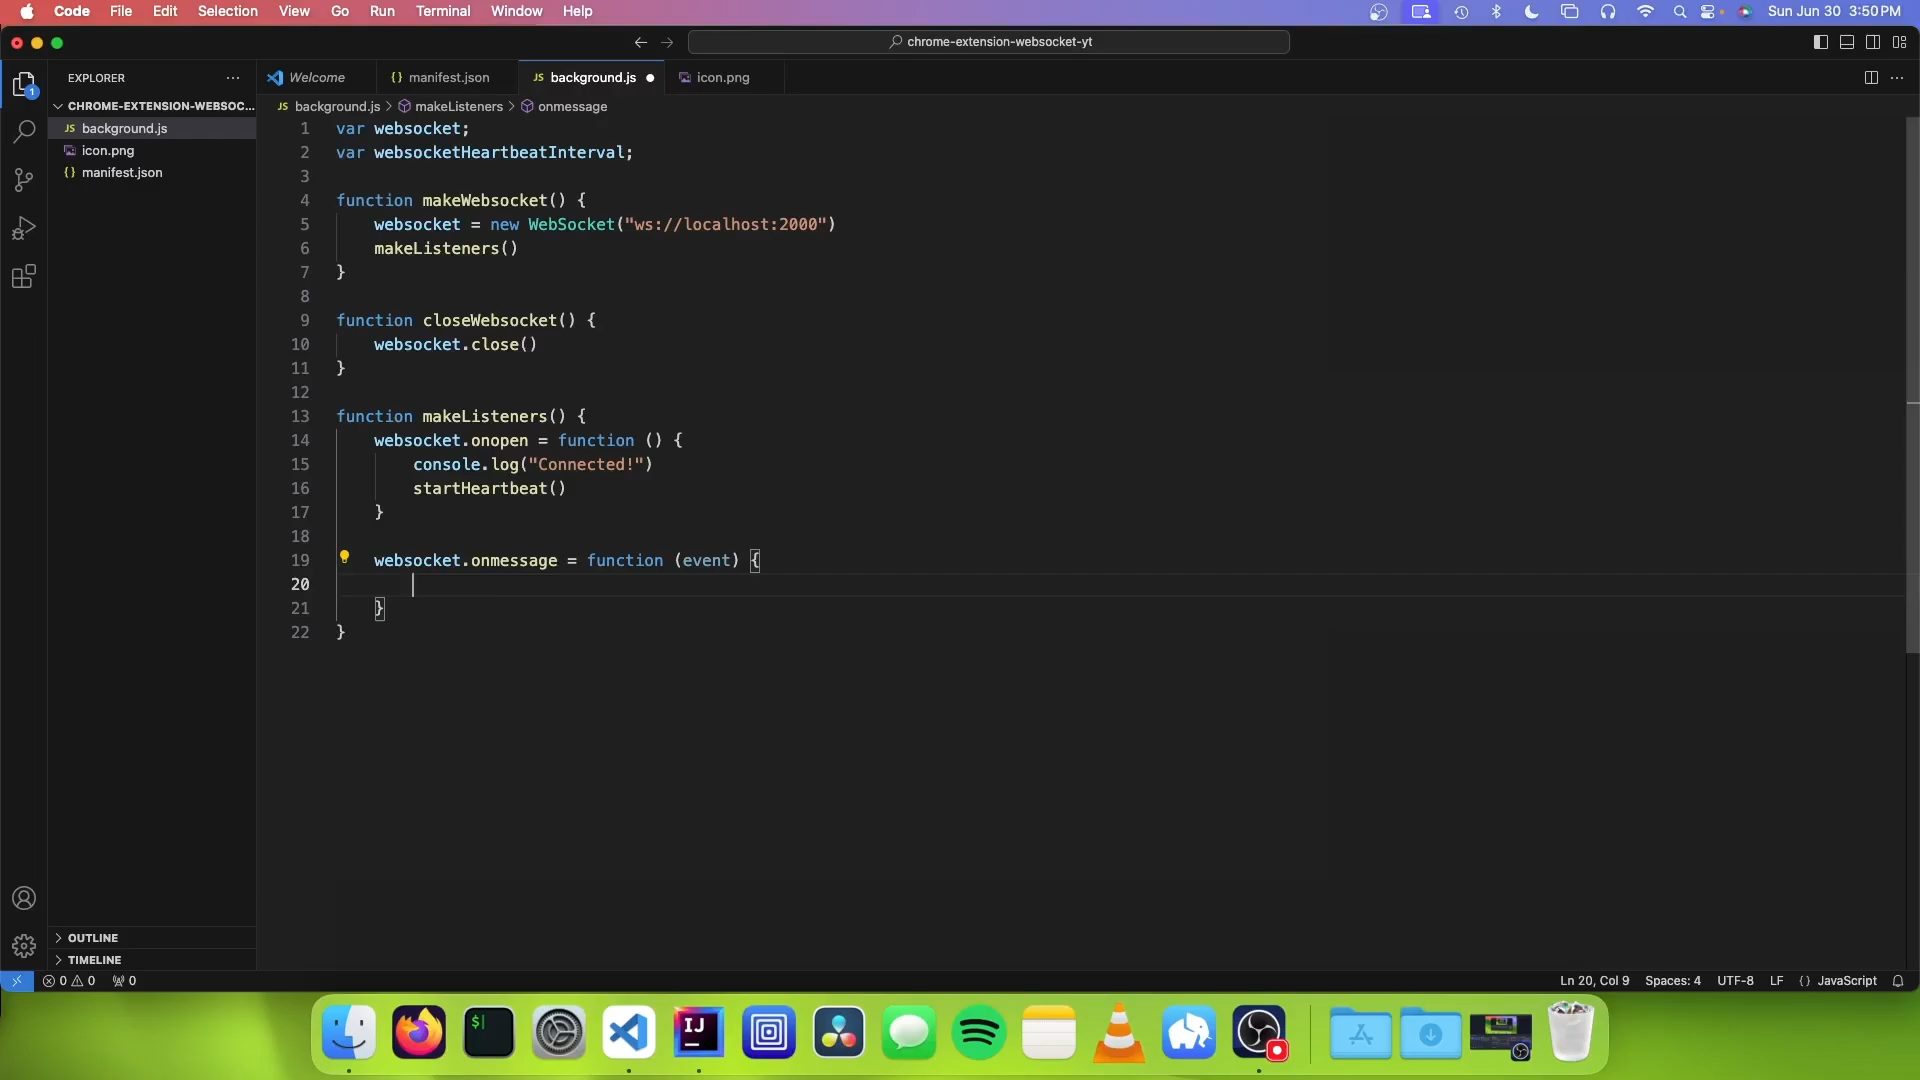 Code File Edit Selection View Go Run Terminal Window Help Sun Jun 30 3:50 PM
chrome-extension-websocket-yt
EXPLORER
Welcome {} manifest.json JS background.js icon.png
CHROME-EXTENSION-WEBSOC...
JS background.js > makeListeners > onmessage
JS background.js
icon.png
{} manifest.json
1 var websocket;
2 var websocketHeartbeatInterval;
3
4 function makeWebsocket() {
5 websocket = new WebSocket("ws://localhost:2000")
6 makeListeners()
7 }
8
9 function closeWebsocket() {
10 websocket.close()
11 }
12
13 function makeListeners() {
14 websocket.onopen = function () {
15 console.log("Connected!")
16 startHeartbeat()
17 }
18
19 websocket.onmessage = function (event) {
20
21 }
22 }
1
OUTLINE
TIMELINE
0 0 0 Ln 20, Col 9 Spaces: 4 UTF-8 LF {} JavaScript
$
IJ